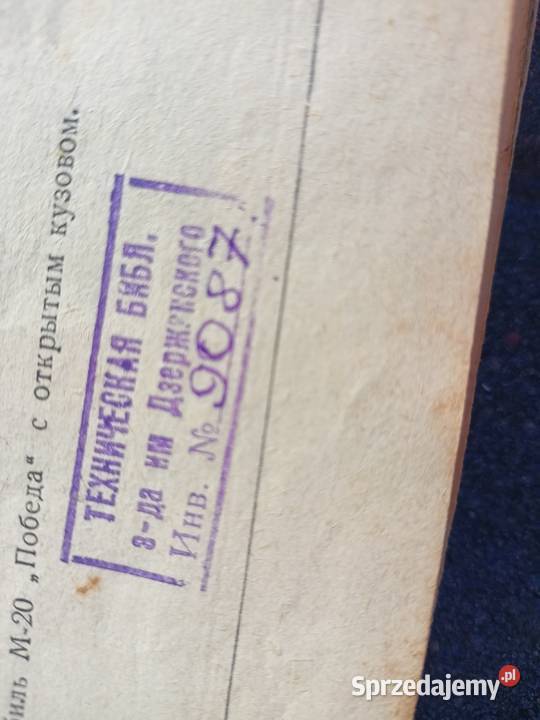 иль М-20 „Победа“ с открытым кузовом.
ТЕХНИЧЕСКАЯ БИБЛ.
з-да им Дзержинского
Инв. № 9087
Sprzedajemy.pl